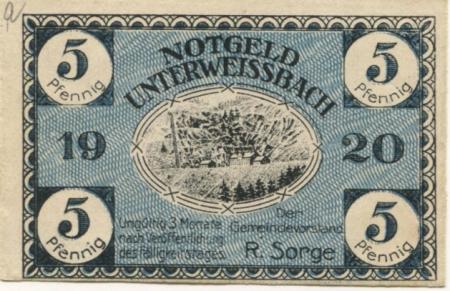 NOTGELD
UNTERWEISSBACH
5 Pfennig
5 Pfennig
19 20
5 Pfennig
Ungültig 3 Monate
nach Veröffentlichung
des Fälligkeitstages.
Der
Gemeindevorstand
R. Sorge
5 Pfennig